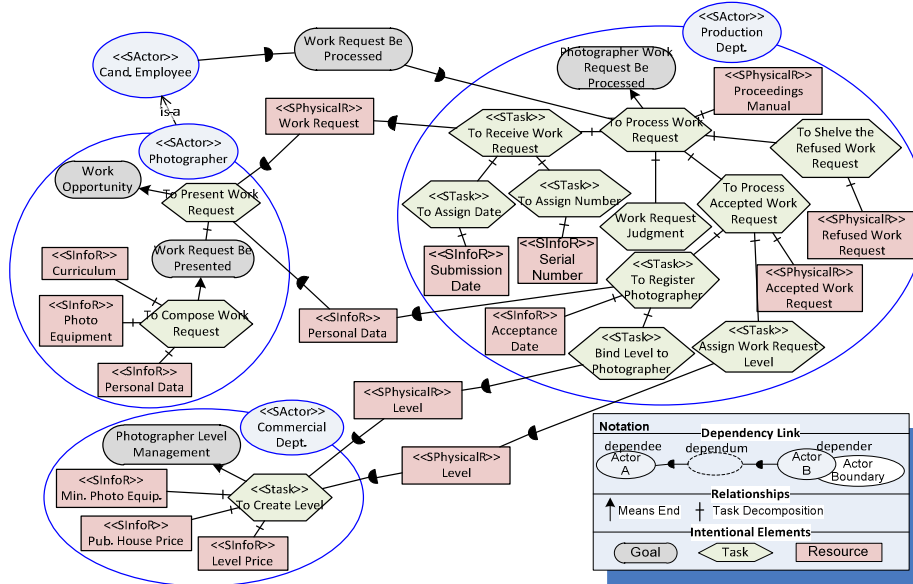 <<SActor>>
Cand. Employee
Work Request Be
Processed
<<SActor>>
Production
Dept.
Photographer Work
Request Be
Processed
<<SPhysicalR>>
Proceedings
Manual
is-a
<<SPhysicalR>>
Work Request
<<STask>>
To Receive Work
Request
To Process Work
Request
To Shelve the
Refused Work
Request
<<SActor>>
Photographer
Work
Opportunity
To Present Work
Request
<<STask>>
To Assign Date
<<STask>>
To Assign Number
Work Request
Judgment
To Process
Accepted Work
Request
<<SPhysicalR>>
Refused Work
Request
Work Request Be
Presented
<<SInfoR>>
Curriculum
<<SInfoR>>
Submission
Date
<<SInfoR>>
Serial
Number
<<STask>>
To Register
Photographer
<<SPhysicalR>>
Accepted Work
Request
<<SInfoR>>
Photo
Equipment
To Compose Work
Request
<<SInfoR>>
Personal Data
<<SInfoR>>
Acceptance
Date
<<STask>>
Bind Level to
Photographer
<<STask>>
Assign Work Request
Level
<<SInfoR>>
Personal Data
<<SPhysicalR>>
Level
<<SActor>>
Commercial
Dept.
Photographer Level
Management
<<SPhysicalR>>
Level
<<SInfoR>>
Min. Photo Equip.
<<Stask>>
To Create Level
<<SInfoR>>
Pub. House Price
<<SInfoR>>
Level Price
Notation
Dependency Link
dependee
dependum
depender
Actor
A
Actor
B
Actor
Boundary
Relationships
Means End
Task Decomposition
Intentional Elements
Goal
Task
Resource